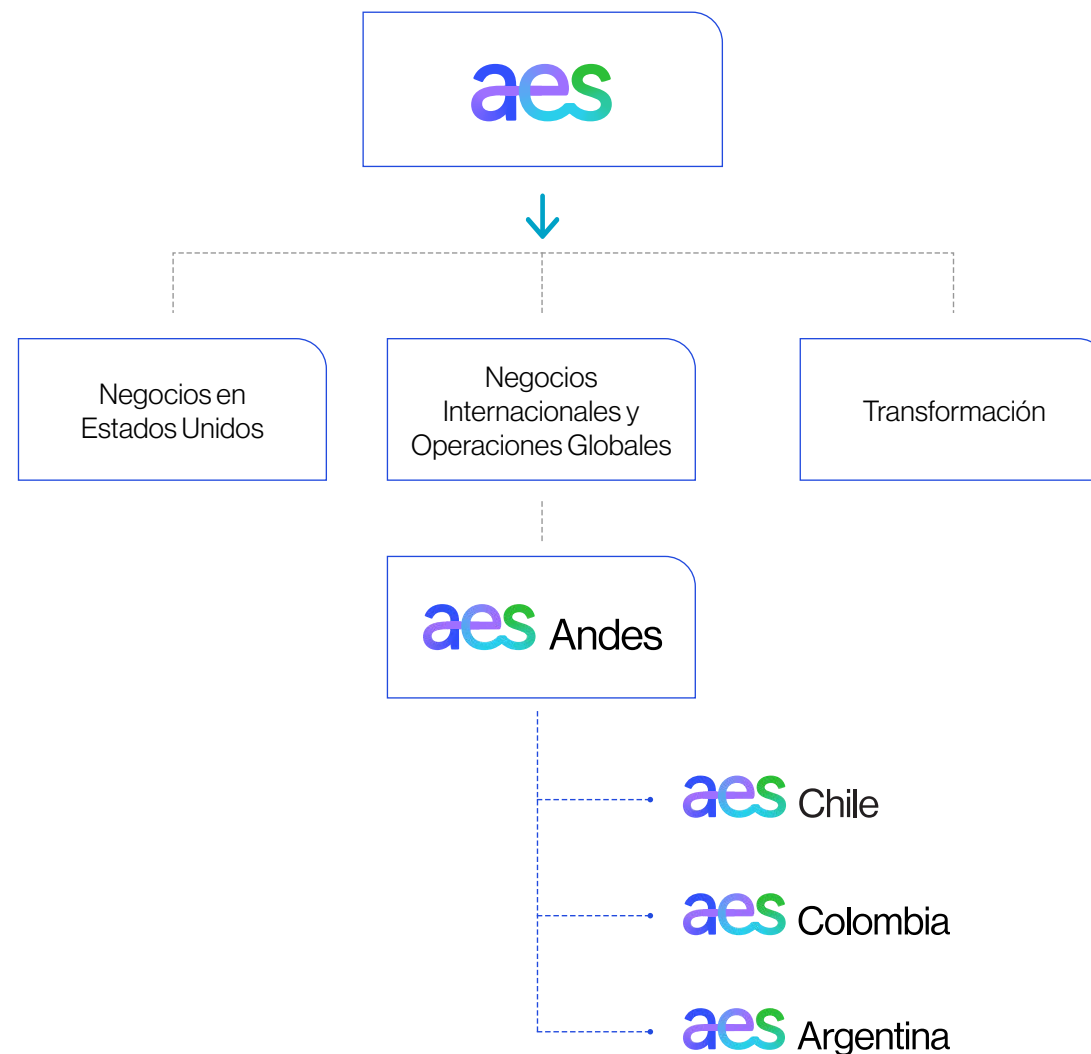 aes
Negocios en
Estados Unidos
Negocios
Internacionales y
Operaciones Globales
Transformación
aes Andes
aes Chile
aes Colombia
aes Argentina